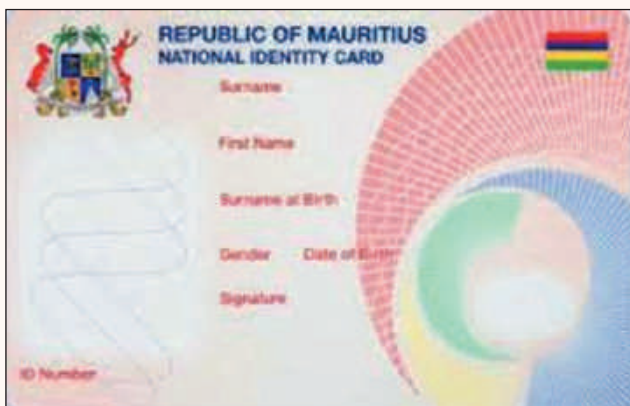 REPUBLIC OF MAURITIUS
NATIONAL IDENTITY CARD
Surname
First Name
Surname at Birth
Gender Date of Birth
Signature
ID Number